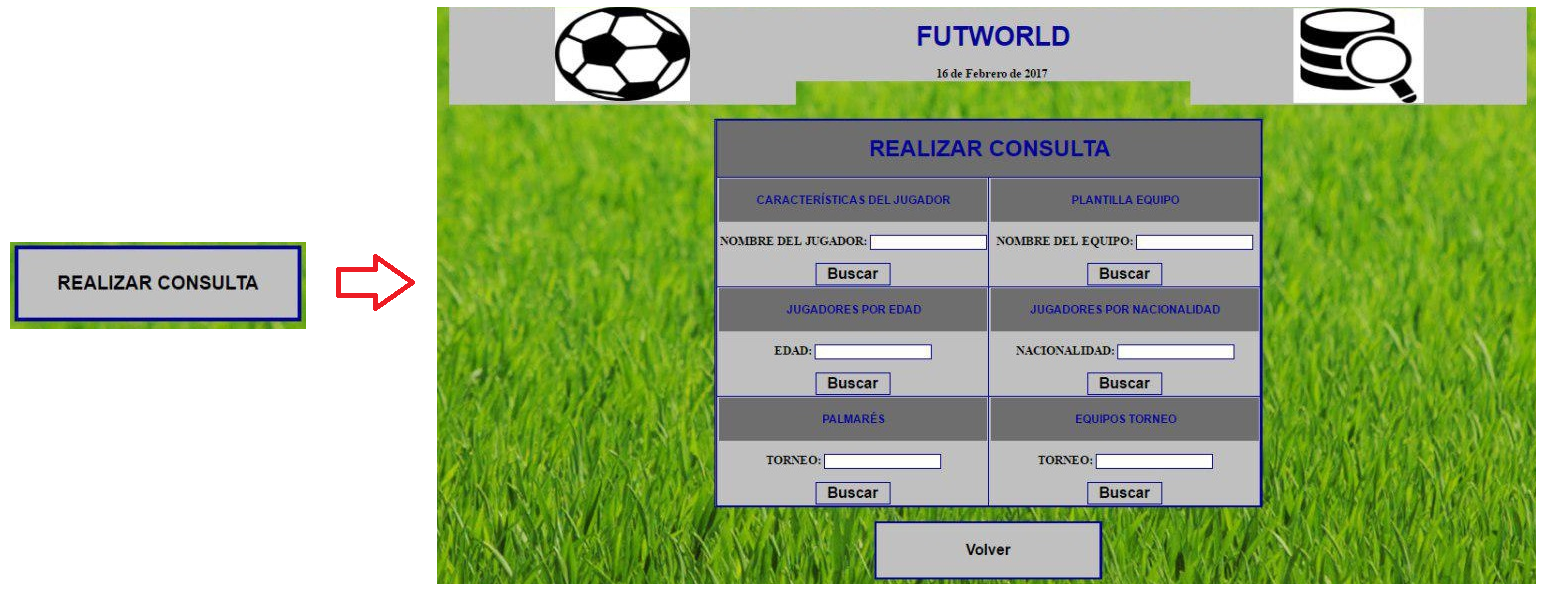 REALIZAR CONSULTA
FUTWORLD
16 de Febrero de 2017
REALIZAR CONSULTA
CARACTERÍSTICAS DEL JUGADOR
NOMBRE DEL JUGADOR:
Buscar
PLANTILLA EQUIPO
NOMBRE DEL EQUIPO:
Buscar
JUGADORES POR EDAD
EDAD:
Buscar
JUGADORES POR NACIONALIDAD
NACIONALIDAD:
Buscar
PALMARÉS
TORNEO:
Buscar
EQUIPOS TORNEO
TORNEO:
Buscar
Volver